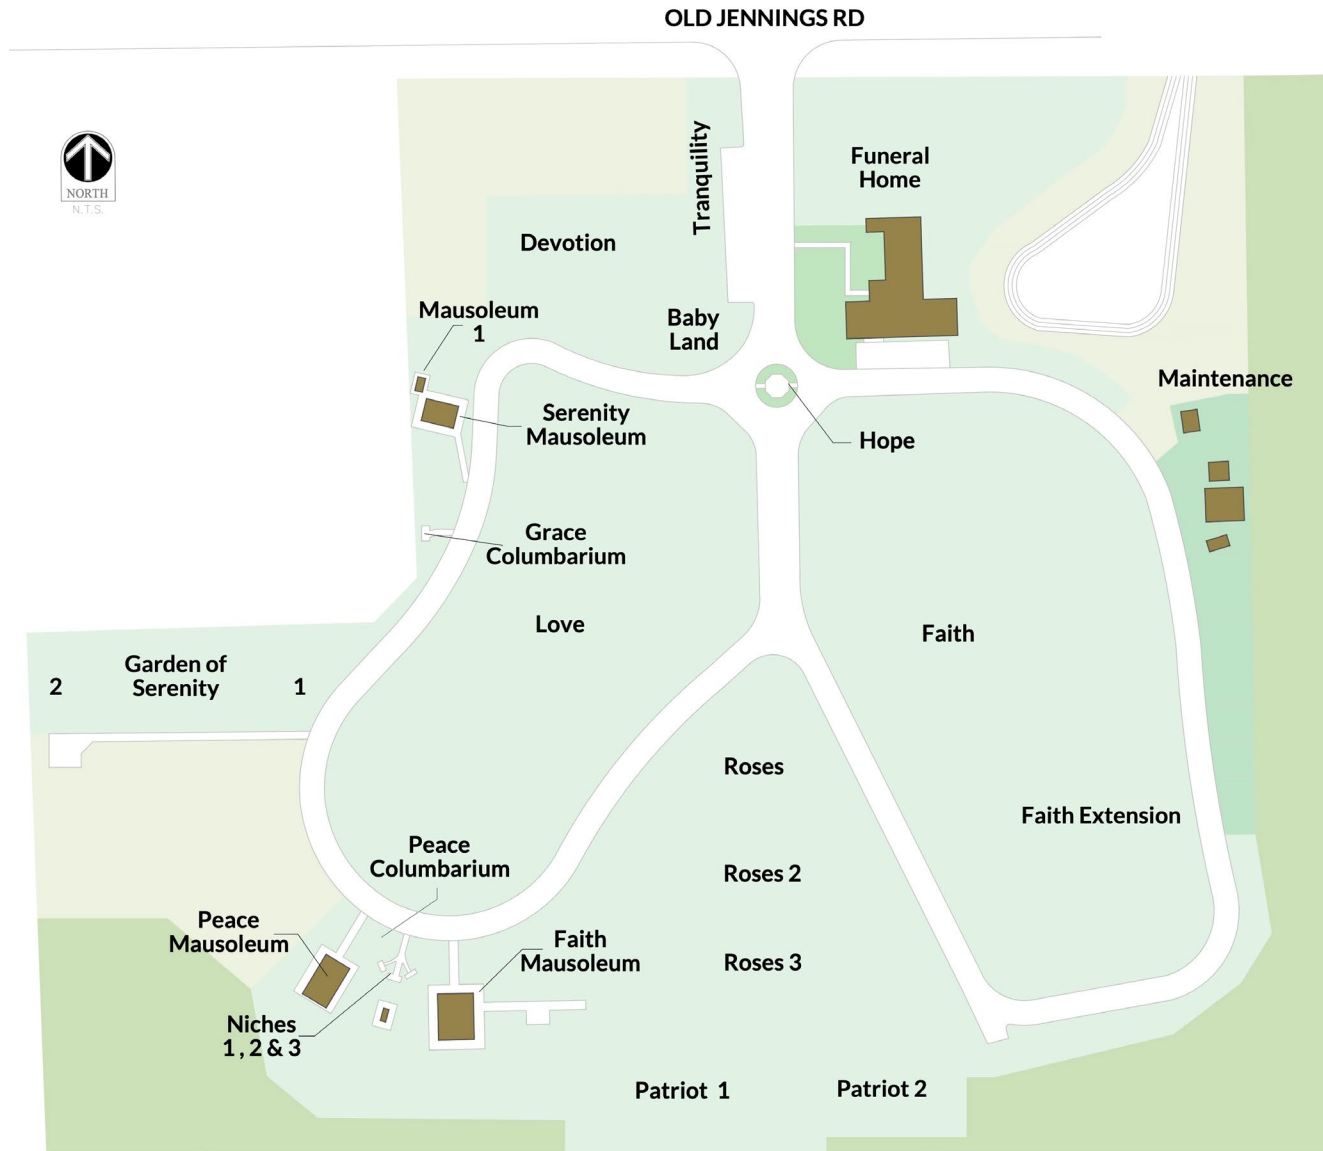 OLD JENNINGS RD
NORTH
N.T.S.
Tranquility
Funeral
Home
Devotion
Mausoleum
1
Baby
Land
Maintenance
Serenity
Mausoleum
Hope
Grace
Columbarium
Love
Faith
Garden of
Serenity
2
1
Roses
Faith Extension
Peace
Columbarium
Roses 2
Peace
Mausoleum
Faith
Mausoleum
Roses 3
Niches
1 , 2 & 3
Patriot 1
Patriot 2